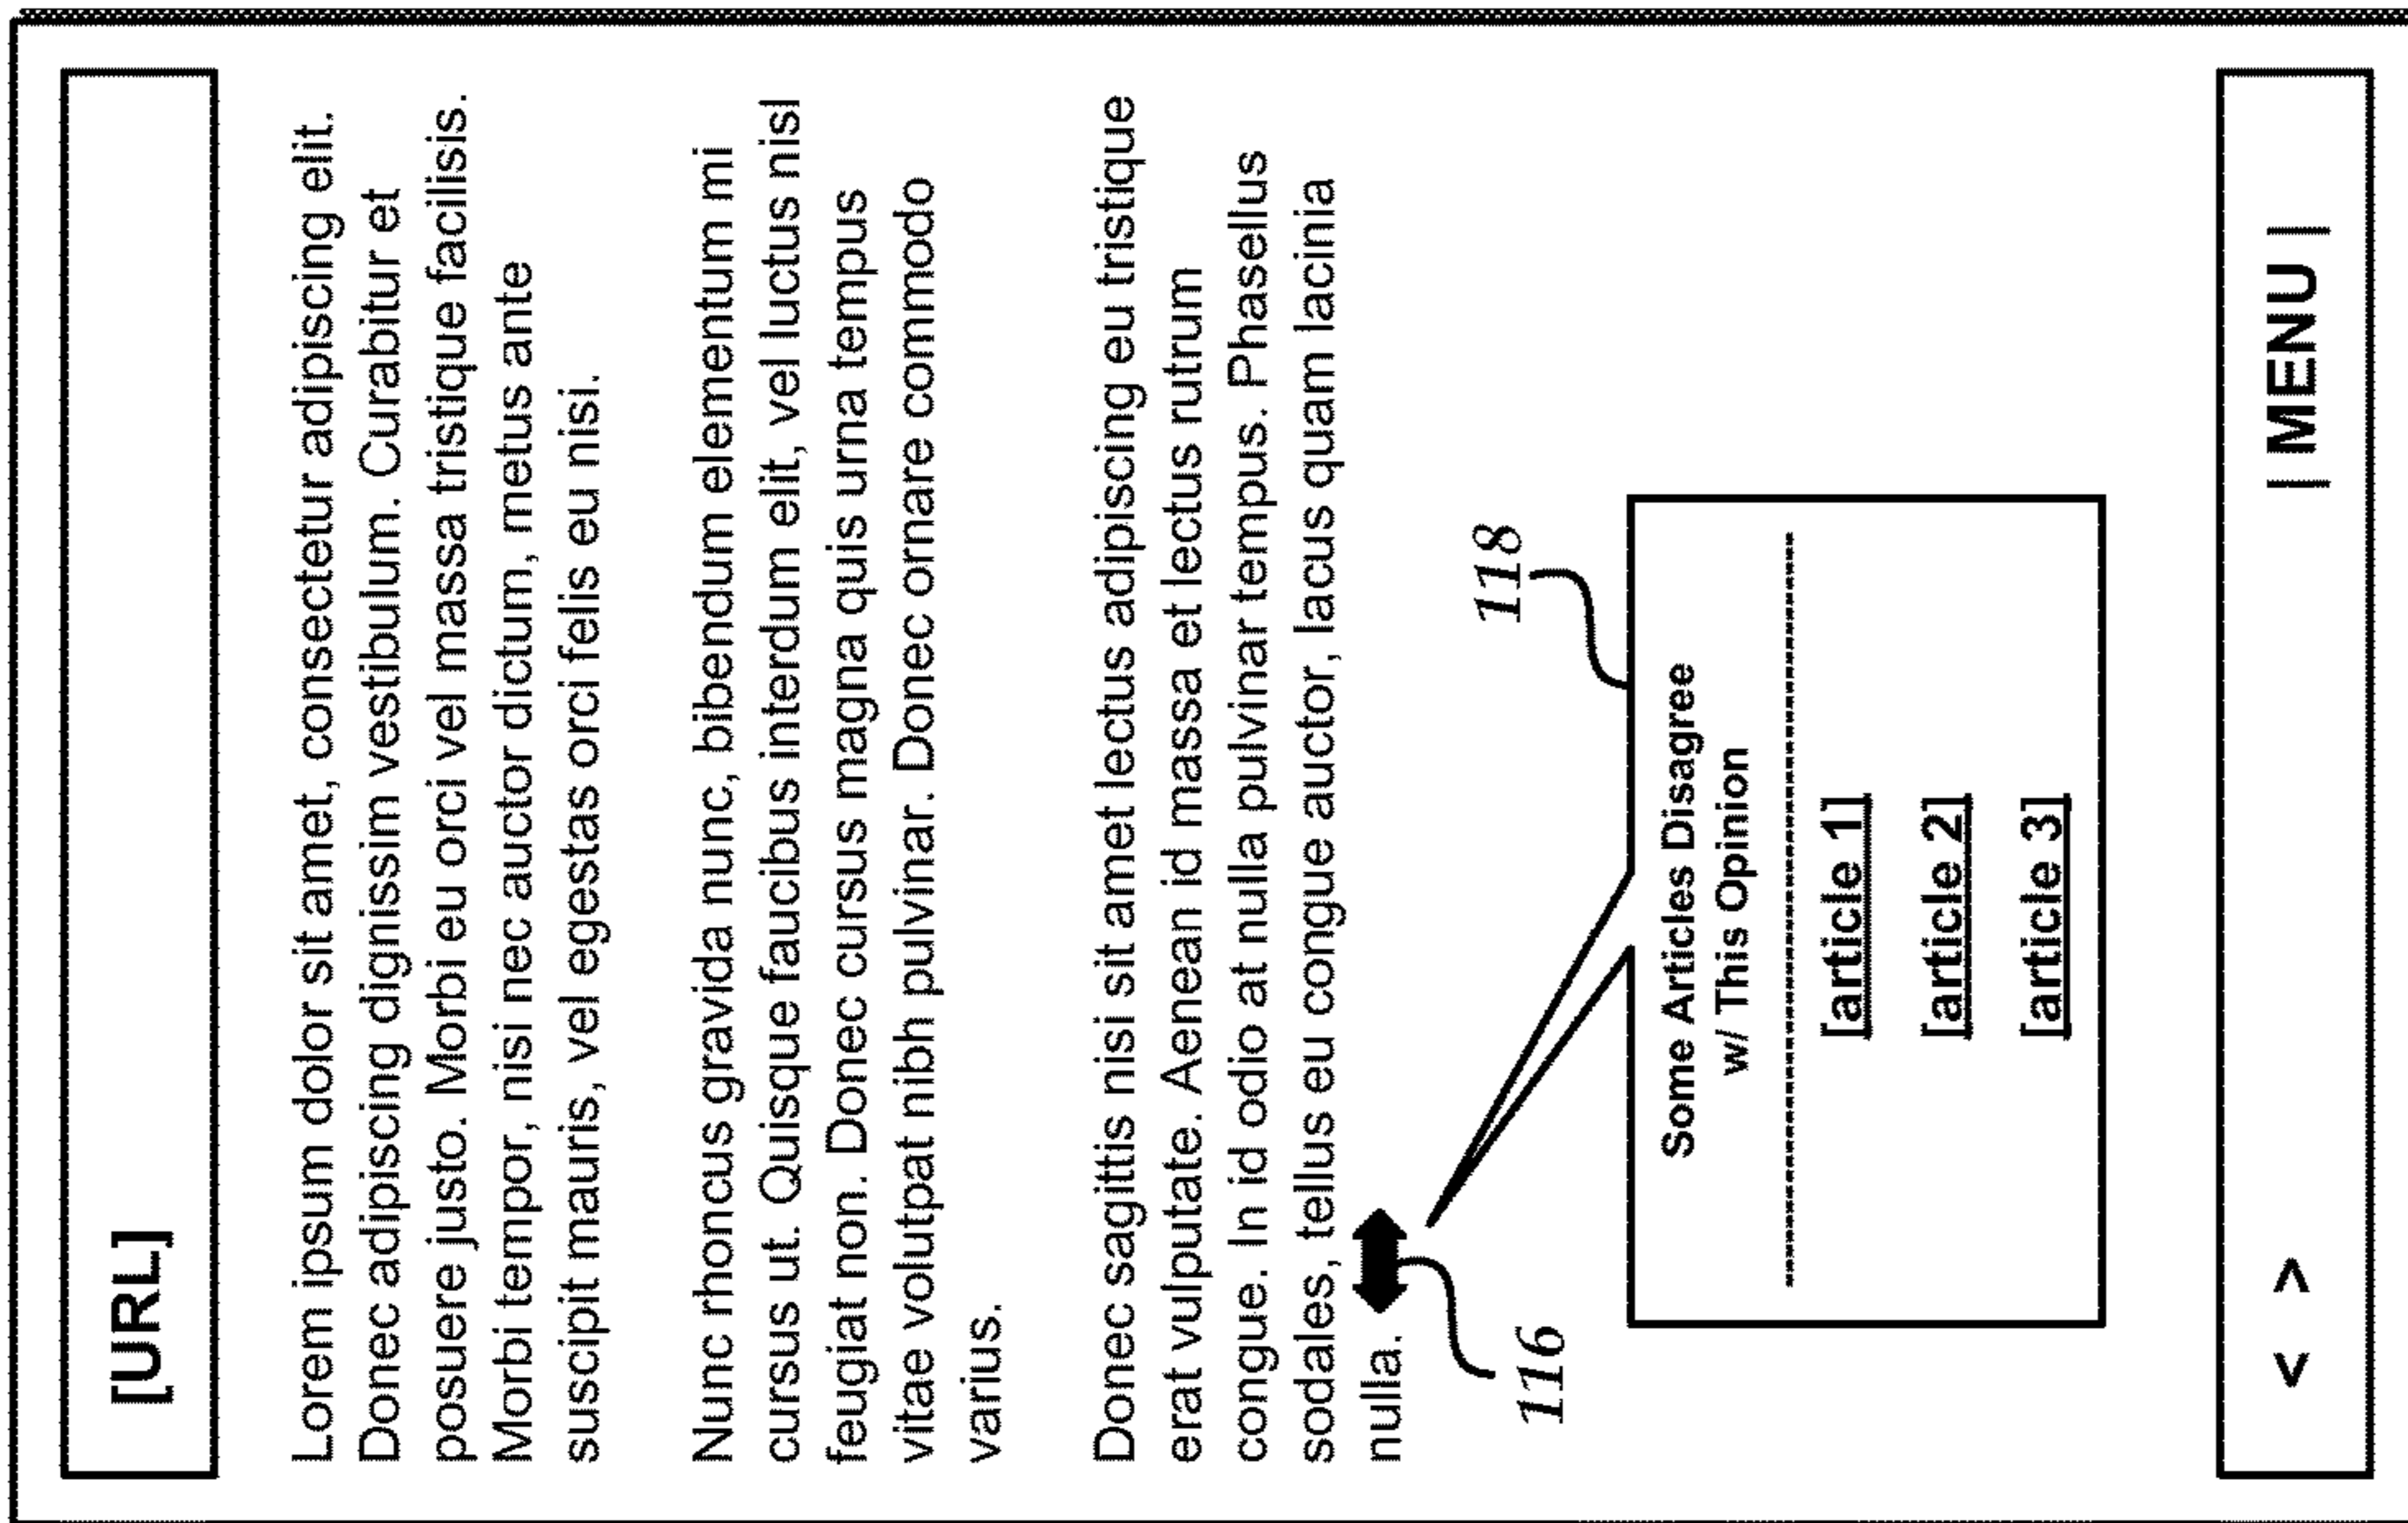 [URL]
Lorem ipsum dolor sit amet, consectetur adipiscing elit.
Donec adipiscing dignissim vestibulum. Curabitur et
posuere justo. Morbi eu orci vel massa tristique facilisis.
Morbi tempor, nisi nec auctor dictum, metus ante
suscipit mauris, vel egestas orci felis eu nisi.
Nunc rhoncus gravida nunc, bibendum elementum mi
cursus ut. Quisque faucibus interdum elit, vel luctus nisl
feugiat non. Donec cursus magna quis urna tempus
vitae volutpat nibh pulvinar. Donec ornare commodo
varius.
Donec sagittis nisi sit amet lectus adipiscing eu tristique
erat vulputate. Aenean id massa et lectus rutrum
congue. In id odio at nulla pulvinar tempus. Phasellus
sodales, tellus eu congue auctor, lacus quam lacinia
nulla.
116
118
Some Articles Disagree
w/ This Opinion
[article 1]
[article 2]
[article 3]
< > | MENU |